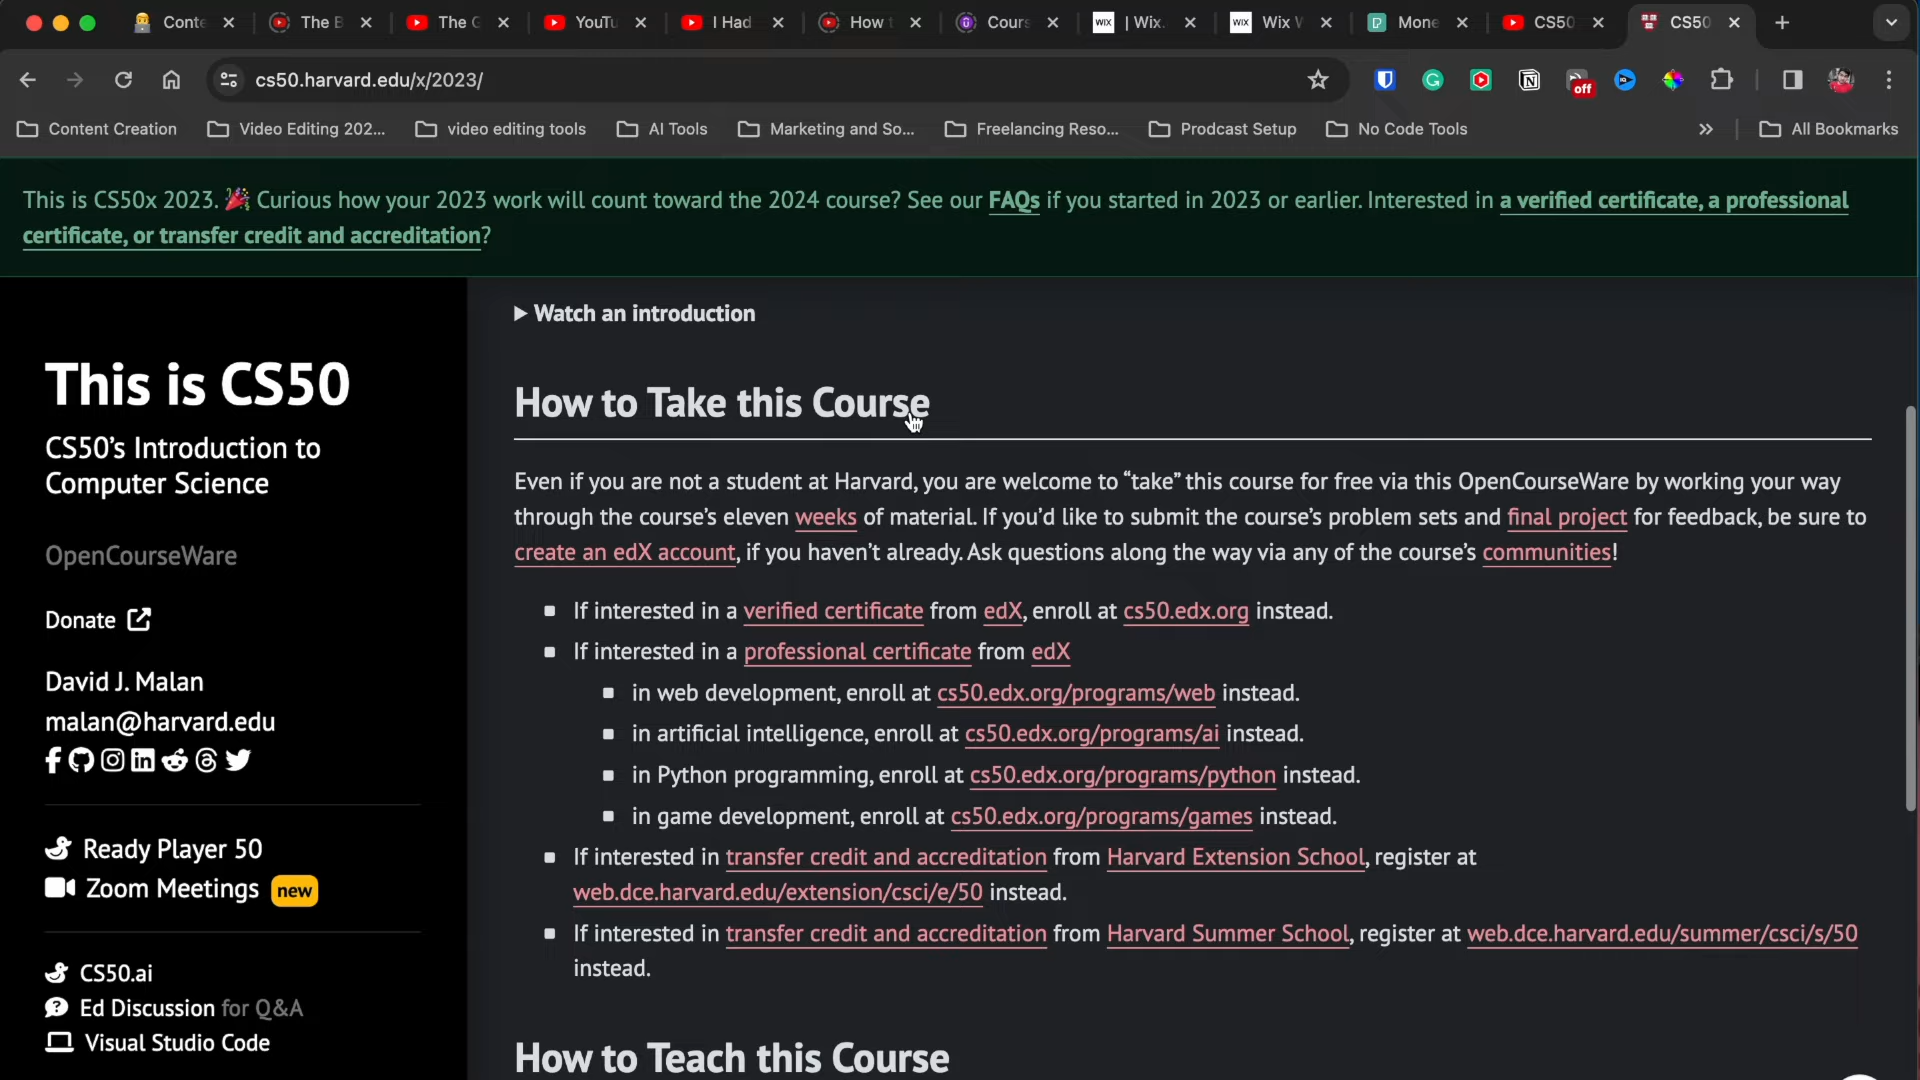 Conte
The B
The G
YouTu
I Had
How t
Cours
WIX | Wix.
WIX Wix V
Mone
CS50
CS50
cs50.harvard.edu/x/2023/
off
Content Creation
Video Editing 202...
video editing tools
AI Tools
Marketing and So...
Freelancing Reso...
Prodcast Setup
No Code Tools
All Bookmarks
This is CS50x 2023. 🎉 Curious how your 2023 work will count toward the 2024 course? See our FAQs if you started in 2023 or earlier. Interested in a verified certificate, a professional
certificate, or transfer credit and accreditation?
This is CS50
CS50’s Introduction to
Computer Science
OpenCourseWare
Donate
David J. Malan
malan@harvard.edu
Ready Player 50
Zoom Meetings new
CS50.ai
Ed Discussion for Q&A
Visual Studio Code
Watch an introduction
How to Take this Course
Even if you are not a student at Harvard, you are welcome to “take” this course for free via this OpenCourseWare by working your way
through the course’s eleven weeks of material. If you’d like to submit the course’s problem sets and final project for feedback, be sure to
create an edX account, if you haven’t already. Ask questions along the way via any of the course’s communities!
If interested in a verified certificate from edX, enroll at cs50.edx.org instead.
If interested in a professional certificate from edX
in web development, enroll at cs50.edx.org/programs/web instead.
in artificial intelligence, enroll at cs50.edx.org/programs/ai instead.
in Python programming, enroll at cs50.edx.org/programs/python instead.
in game development, enroll at cs50.edx.org/programs/games instead.
If interested in transfer credit and accreditation from Harvard Extension School, register at
web.dce.harvard.edu/extension/csci/e/50 instead.
If interested in transfer credit and accreditation from Harvard Summer School, register at web.dce.harvard.edu/summer/csci/s/50
instead.
How to Teach this Course